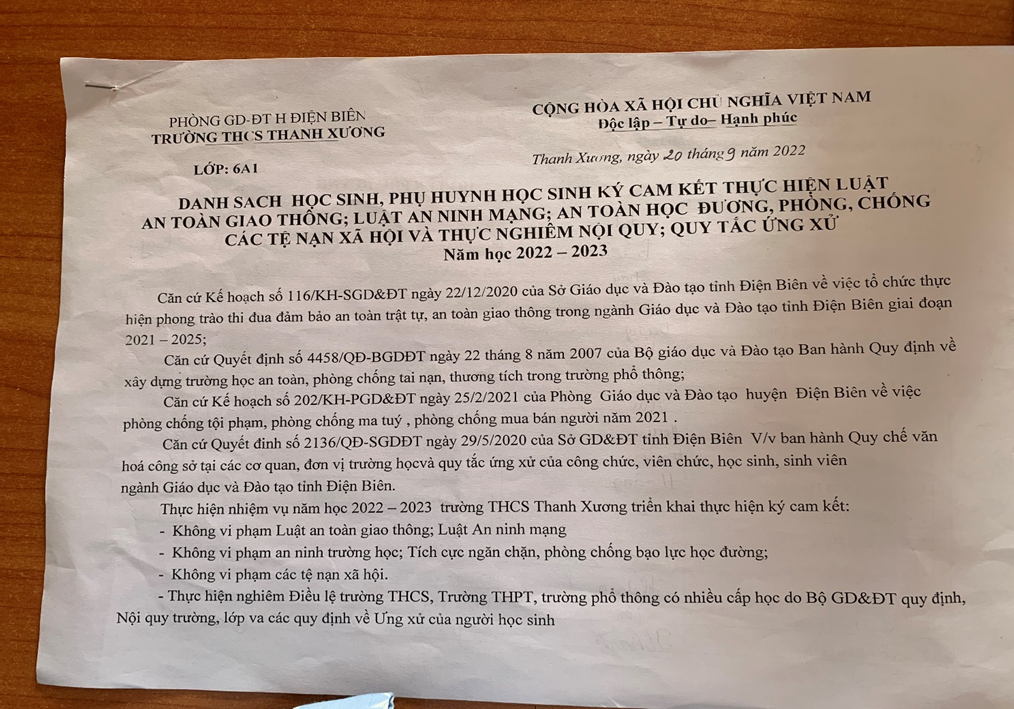 PHÒNG GD-ĐT H ĐIỆN BIÊN
TRƯỜNG THCS THANH XƯƠNG
LỚP: 6A1
CỘNG HÒA XÃ HỘI CHỦ NGHĨA VIỆT NAM
Độc lập – Tự do– Hạnh phúc
Thanh Xương, ngày 20 tháng 9 năm 2022
DANH SACH HỌC SINH, PHỤ HUYNH HỌC SINH KÝ CAM KẾT THỰC HIỆN LUẬT
AN TOÀN GIAO THÔNG; LUẬT AN NINH MẠNG; AN TOÀN HỌC ĐƯƠNG, PHÒNG, CHỐNG
CÁC TỆ NẠN XÃ HỘI VÀ THỰC NGHIÊM NỘI QUY; QUY TẮC ỨNG XỬ
Năm học 2022 – 2023
Căn cứ Kế hoạch số 116/KH-SGD&ĐT ngày 22/12/2020 của Sở Giáo dục và Đào tạo tỉnh Điện Biên về việc tổ chức thực
hiện phong trào thi đua đảm bảo an toàn trật tự, an toàn giao thông trong ngành Giáo dục và Đào tạo tỉnh Điện Biên giai đoạn
2021 – 2025;
Căn cứ Quyết định số 4458/QĐ-BGDĐT ngày 22 tháng 8 năm 2007 của Bộ giáo dục và Đào tạo Ban hành Quy định về
xây dựng trường học an toàn, phòng chống tai nạn, thương tích trong trường phổ thông;
Căn cứ Kế hoạch số 202/KH-PGD&ĐT ngày 25/2/2021 của Phòng Giáo dục và Đào tạo huyện Điện Biên về việc
phòng chống tội phạm, phòng chống ma tuý , phòng chống mua bán người năm 2021 .
Căn cứ Quyết đinh số 2136/QĐ-SGDĐT ngày 29/5/2020 của Sở GD&ĐT tỉnh Điện Biên V/v ban hành Quy chế văn
hoá công sở tại các cơ quan, đơn vị trường họcvà quy tắc ứng xử của công chức, viên chức, học sinh, sinh viên
ngành Giáo dục và Đào tạo tỉnh Điện Biên.
Thực hiện nhiệm vụ năm học 2022 – 2023 trường THCS Thanh Xương triển khai thực hiện ký cam kết:
- Không vi phạm Luật an toàn giao thông; Luật An ninh mạng
- Không vi phạm an ninh trường học; Tích cực ngăn chặn, phòng chống bạo lực học đường;
- Không vi phạm các tệ nạn xã hội.
- Thực hiện nghiêm Điều lệ trường THCS, Trường THPT, trường phổ thông có nhiều cấp học do Bộ GD&ĐT quy định,
Nội quy trường, lớp va các quy định về Ứng xử của người học sinh